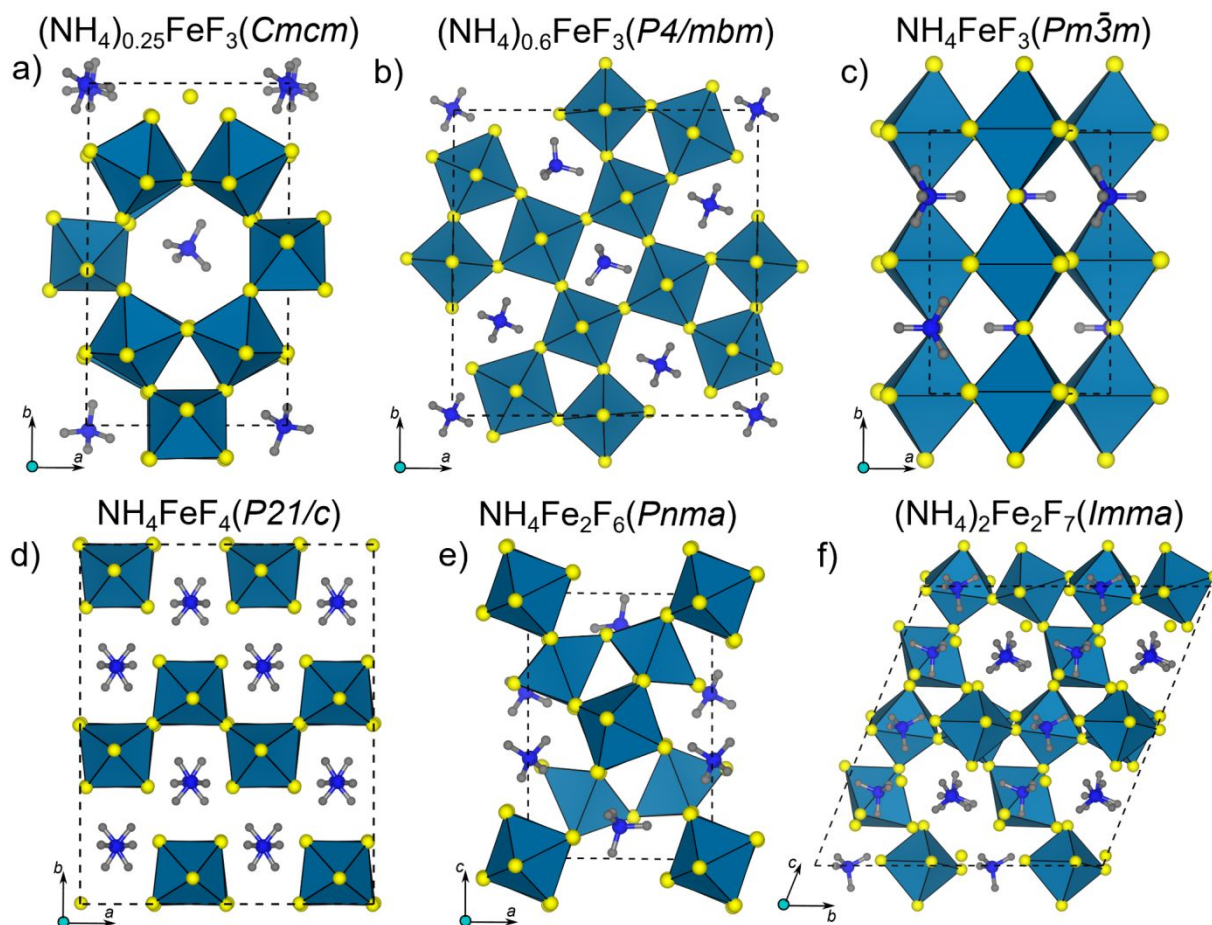 (NH₄)₀.₂₅FeF₃(Cmcm)
a)
b
a
(NH₄)₀.₆FeF₃(P4/mbm)
b)
b
a
NH₄FeF₃(Pm3̄m)
c)
b
a
NH₄FeF₄(P21/c)
d)
b
a
NH₄Fe₂F₆(Pnma)
e)
c
a
(NH₄)₂Fe₂F₇(Imma)
f)
c
b